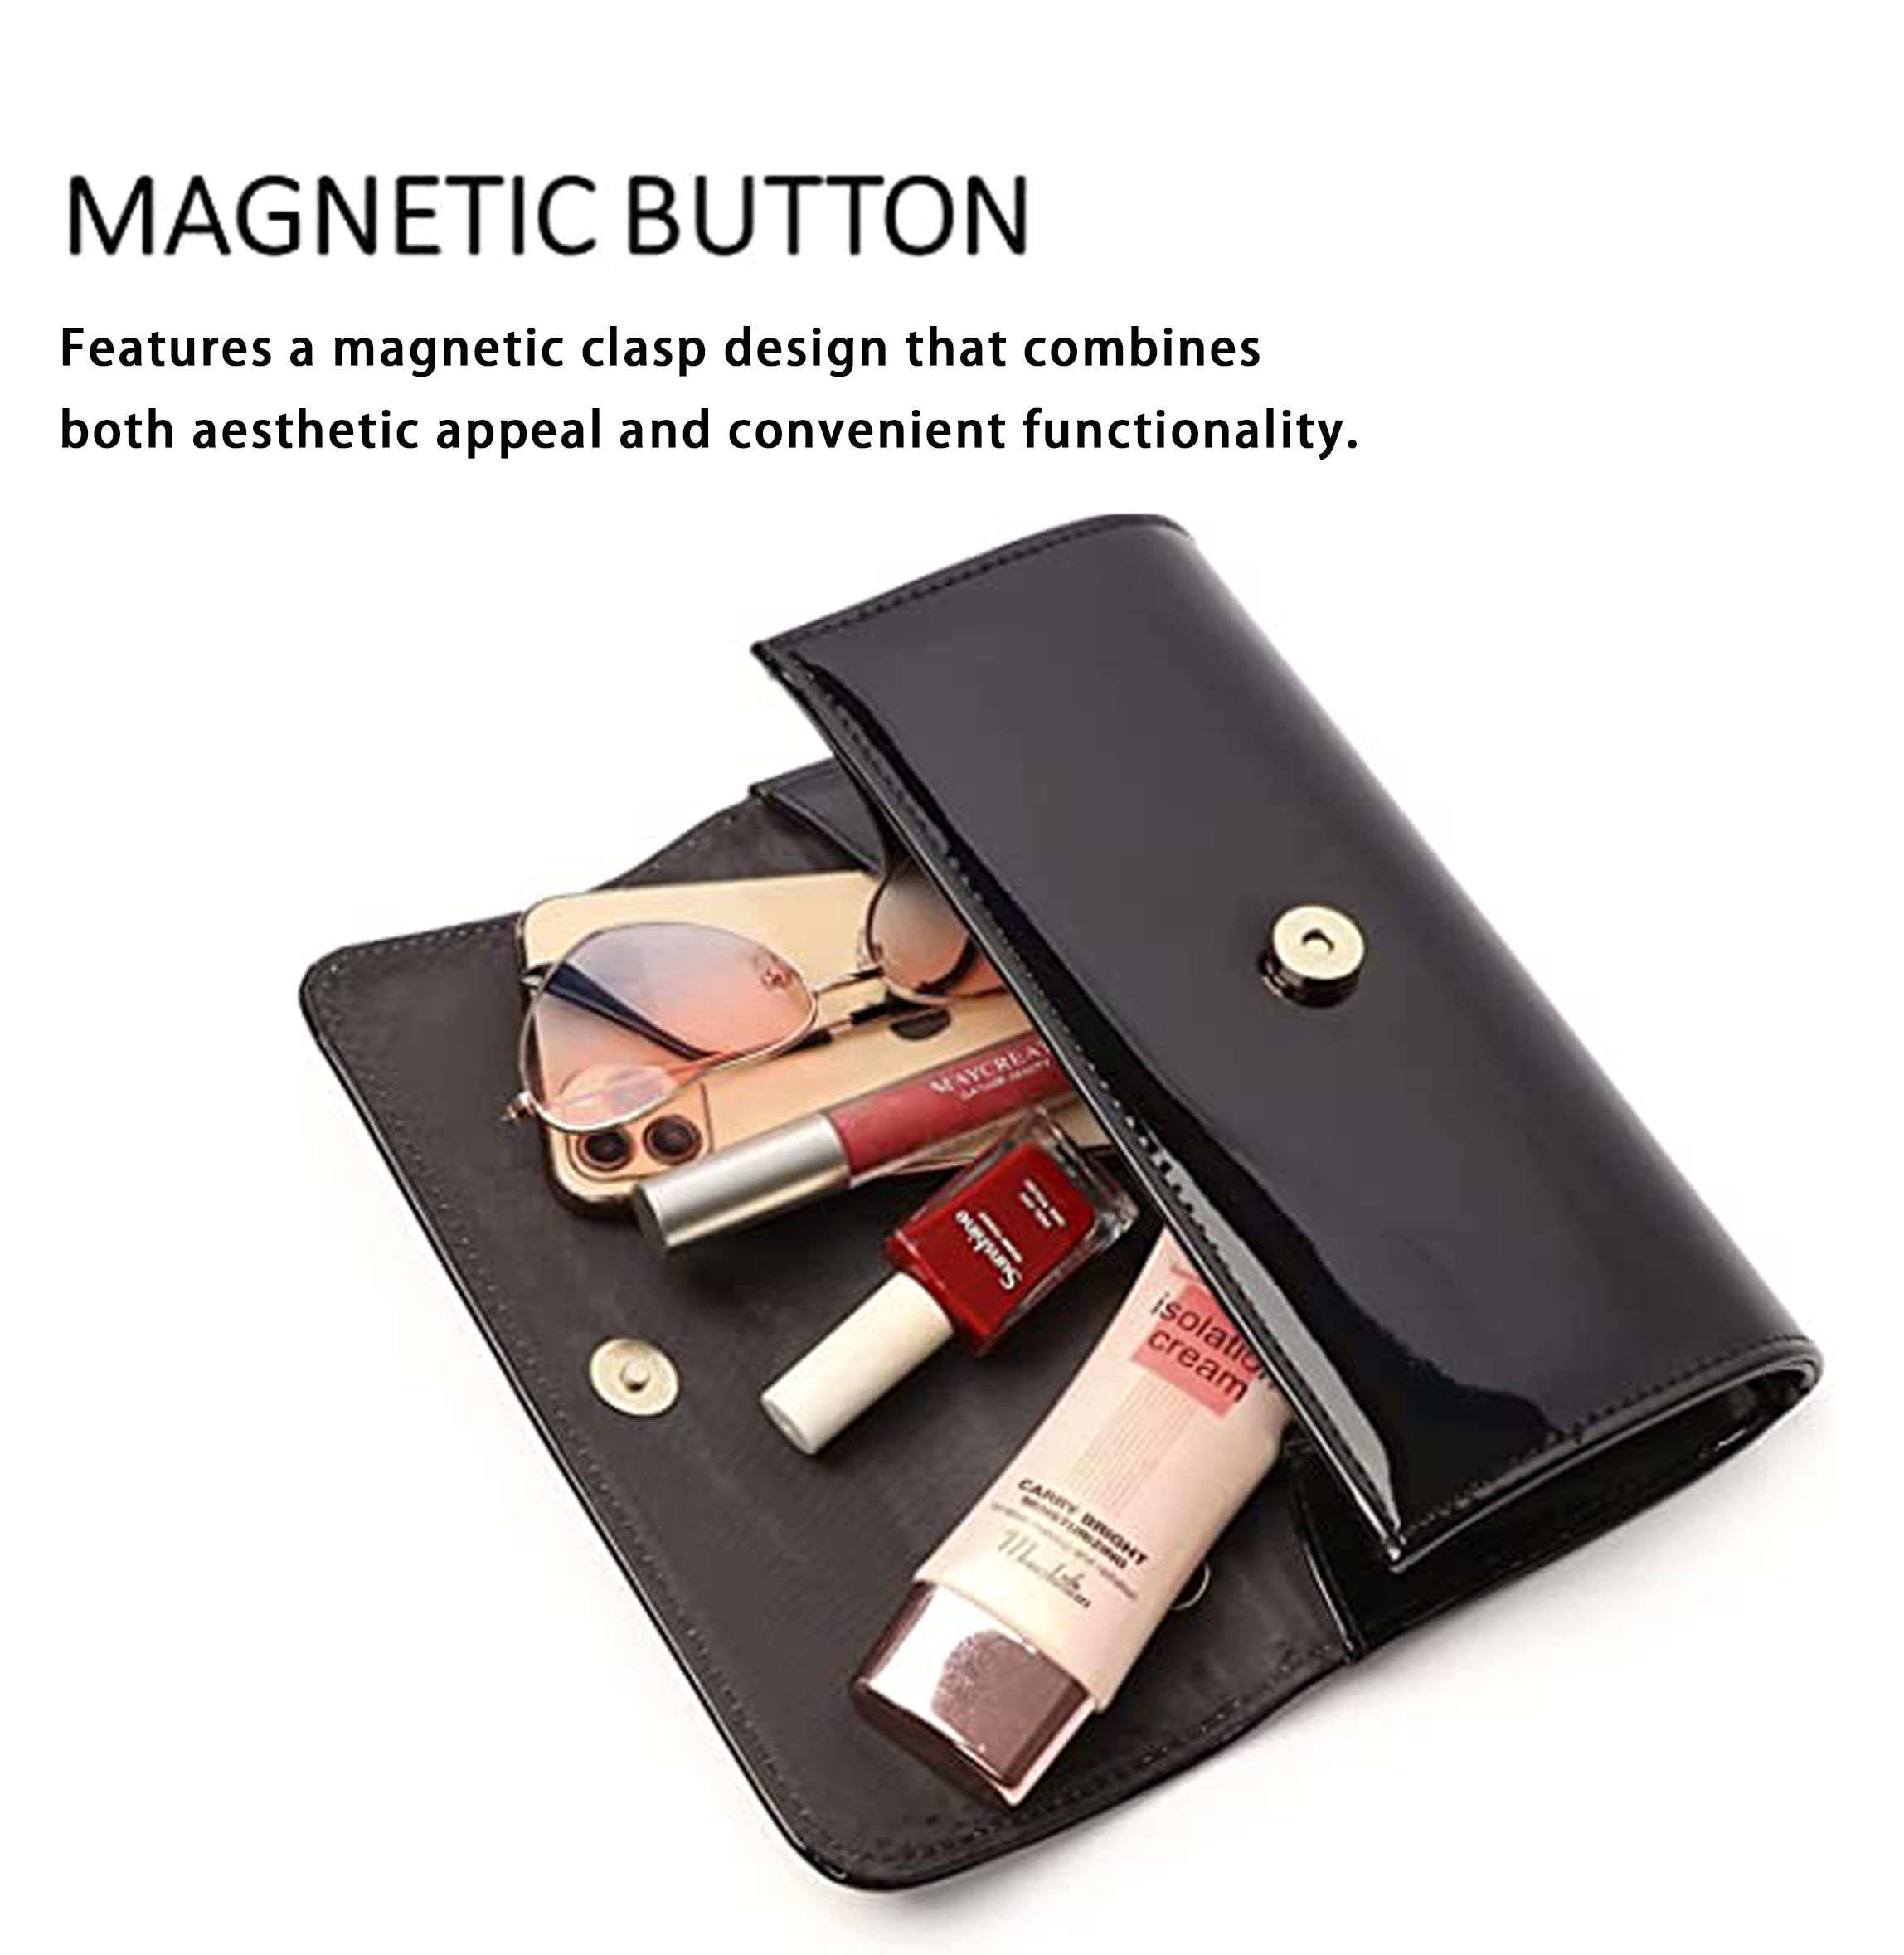 MAGNETIC BUTTON
Features a magnetic clasp design that combines
both aesthetic appeal and convenient functionality.
Sunshine
isolation
cream
CARRY BRIGHT
MOISTURIZING